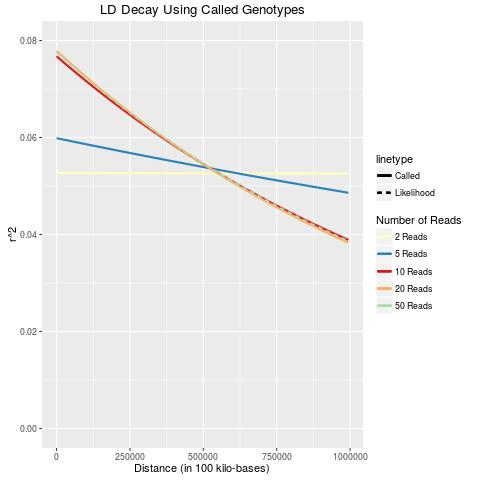 LD Decay Using Called Genotypes
0.08
0.06
0.04
0.02
0.00
r^2
0
250000
500000
750000
1000000
Distance (in 100 kilo-bases)
linetype
Called
Likelihood
Number of Reads
2 Reads
5 Reads
10 Reads
20 Reads
50 Reads